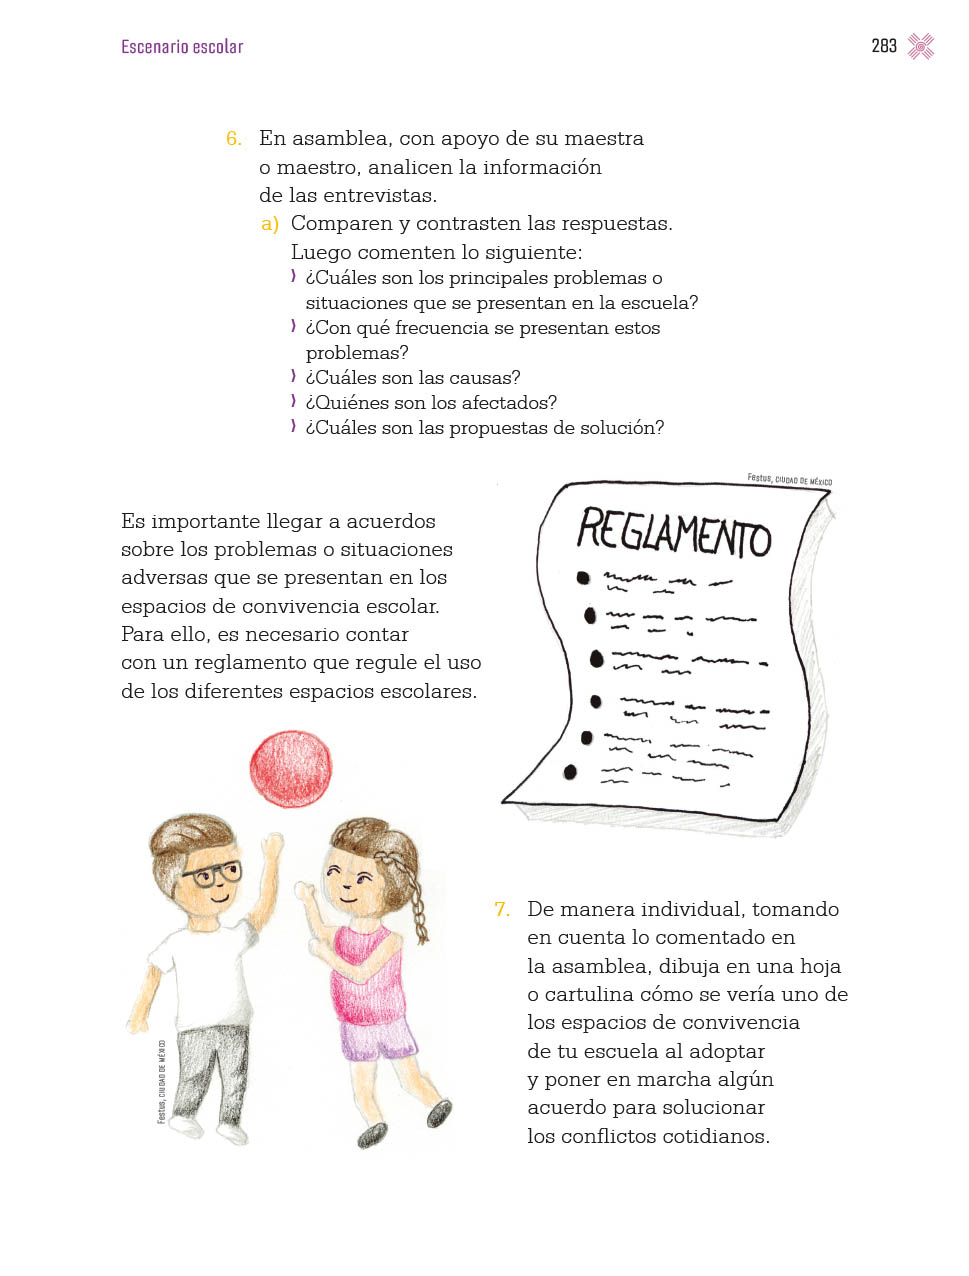 Escenario escolar
283
6. En asamblea, con apoyo de su maestra
o maestro, analicen la información
de las entrevistas.
a) Comparen y contrasten las respuestas.
Luego comenten lo siguiente:
⟩ ¿Cuáles son los principales problemas o
situaciones que se presentan en la escuela?
⟩ ¿Con qué frecuencia se presentan estos
problemas?
⟩ ¿Cuáles son las causas?
⟩ ¿Quiénes son los afectados?
⟩ ¿Cuáles son las propuestas de solución?
Festus, CIUDAD DE MÉXICO
REGLAMENTO
Es importante llegar a acuerdos
sobre los problemas o situaciones
adversas que se presentan en los
espacios de convivencia escolar.
Para ello, es necesario contar
con un reglamento que regule el uso
de los diferentes espacios escolares.
Festus, CIUDAD DE MÉXICO
7. De manera individual, tomando
en cuenta lo comentado en
la asamblea, dibuja en una hoja
o cartulina cómo se vería uno de
los espacios de convivencia
de tu escuela al adoptar
y poner en marcha algún
acuerdo para solucionar
los conflictos cotidianos.